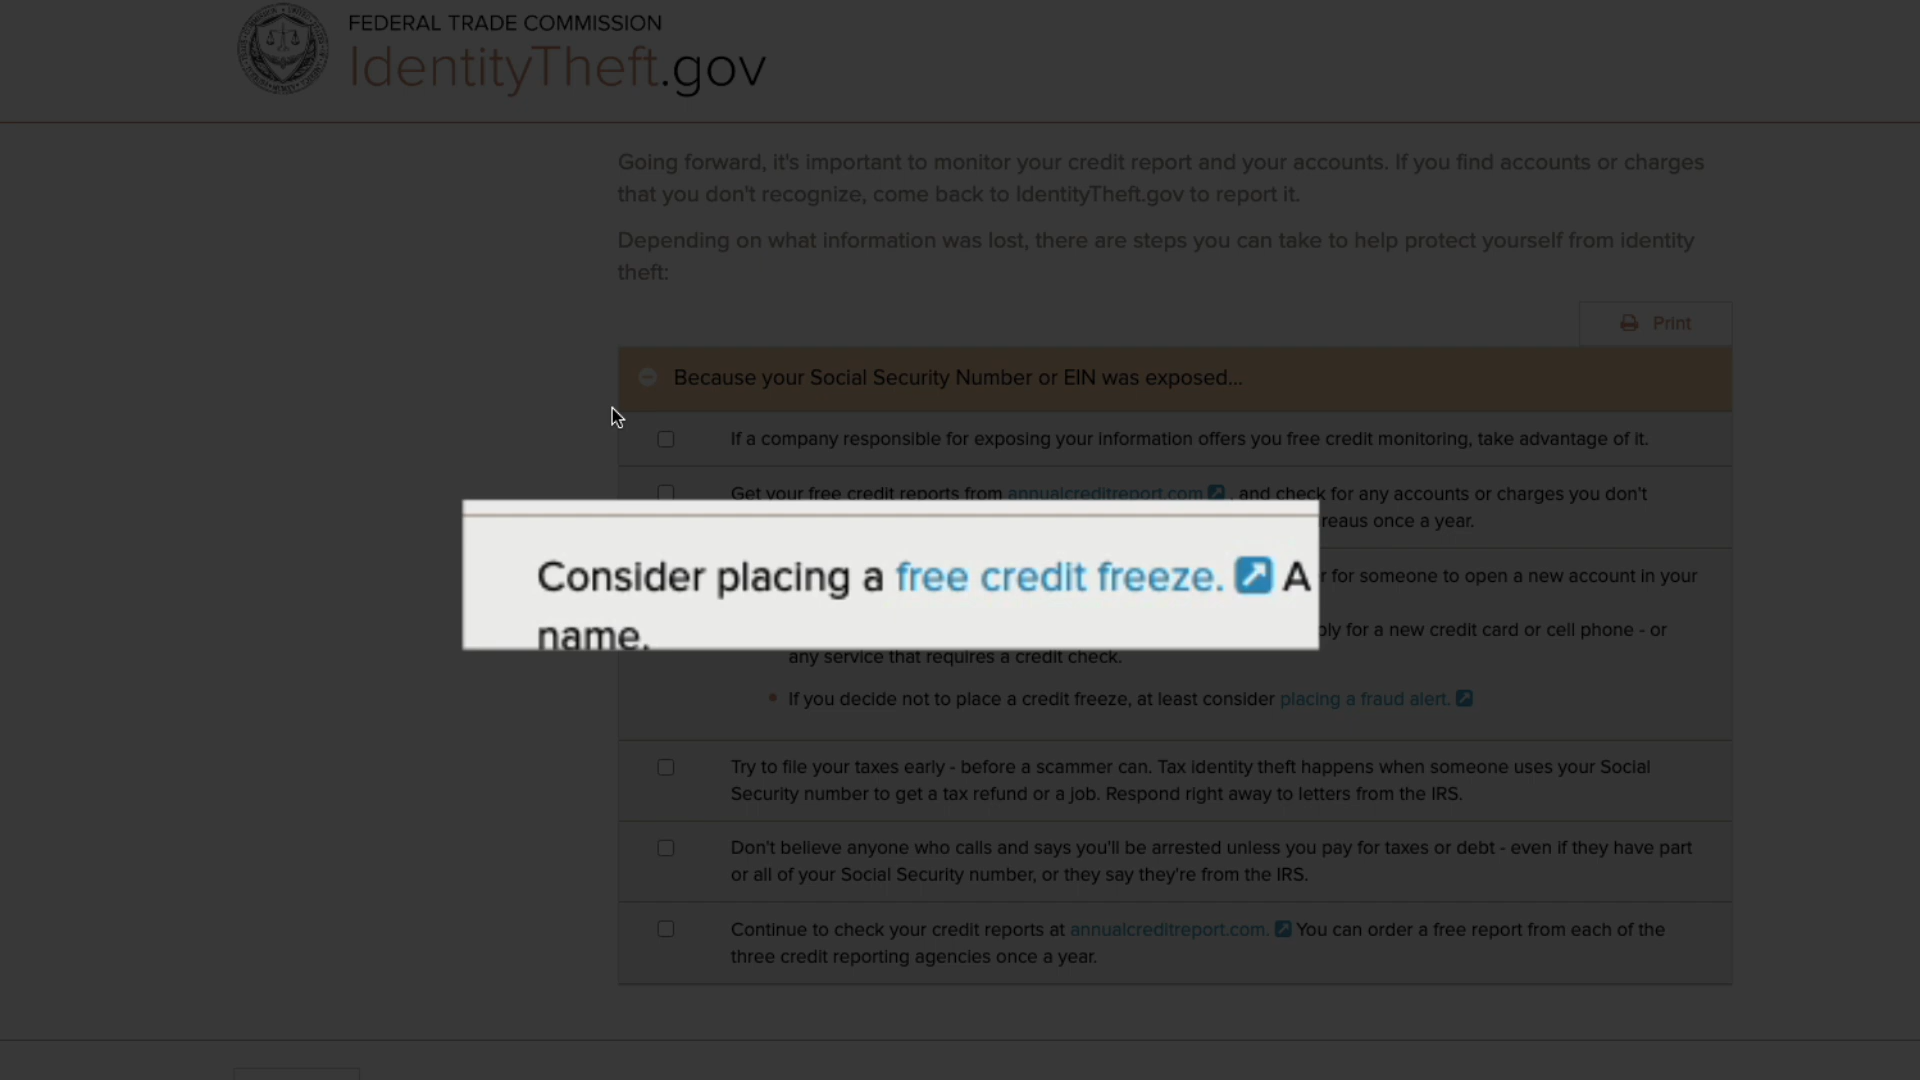 FEDERAL TRADE COMMISSION
IdentityTheft.gov
Going forward, it's important to monitor your credit report and your accounts. If you find accounts or charges
that you don't recognize, come back to IdentityTheft.gov to report it.
Depending on what information was lost, there are steps you can take to help protect yourself from identity
theft:
Print
Because your Social Security Number or EIN was exposed...
If a company responsible for exposing your information offers you free credit monitoring, take advantage of it.
Get your free credit reports from annualcreditreport.com , and check for any accounts or charges you don't
reaus once a year.
Consider placing a free credit freeze. A
r for someone to open a new account in your
name.
ply for a new credit card or cell phone - or
any service that requires a credit check.
If you decide not to place a credit freeze, at least consider placing a fraud alert.
Try to file your taxes early - before a scammer can. Tax identity theft happens when someone uses your Social
Security number to get a tax refund or a job. Respond right away to letters from the IRS.
Don't believe anyone who calls and says you'll be arrested unless you pay for taxes or debt - even if they have part
or all of your Social Security number, or they say they're from the IRS.
Continue to check your credit reports at annualcreditreport.com. You can order a free report from each of the
three credit reporting agencies once a year.